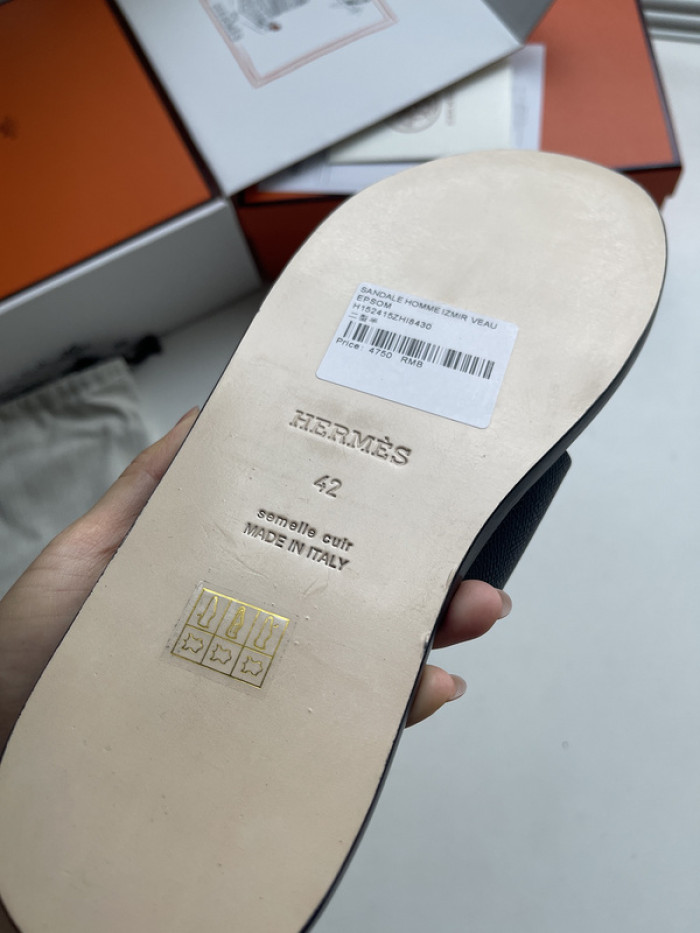 SANDALE HOMME IZMIR VEAU
EPSOM
H152415ZHI8430
Price: 4750 RMB
HERMÈS
42
semelle cuir
MADE IN ITALY